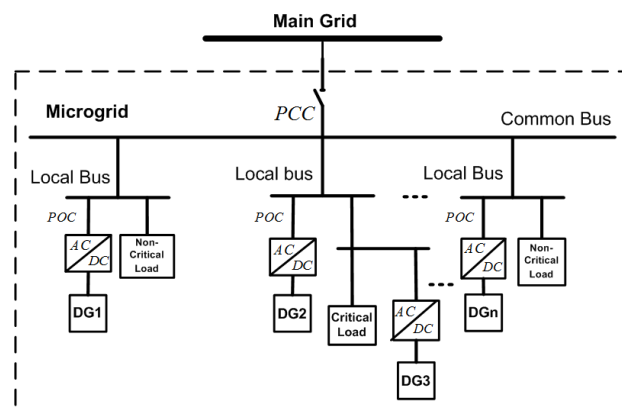 Main Grid
Microgrid
PCC
Common Bus
Local Bus
Local bus
Local Bus
POC
POC
POC
AC
DC
Non-
Critical
Load
AC
DC
AC
DC
Non-
Critical
Load
DG1
DG2
Critical
Load
AC
DC
DGn
DG3